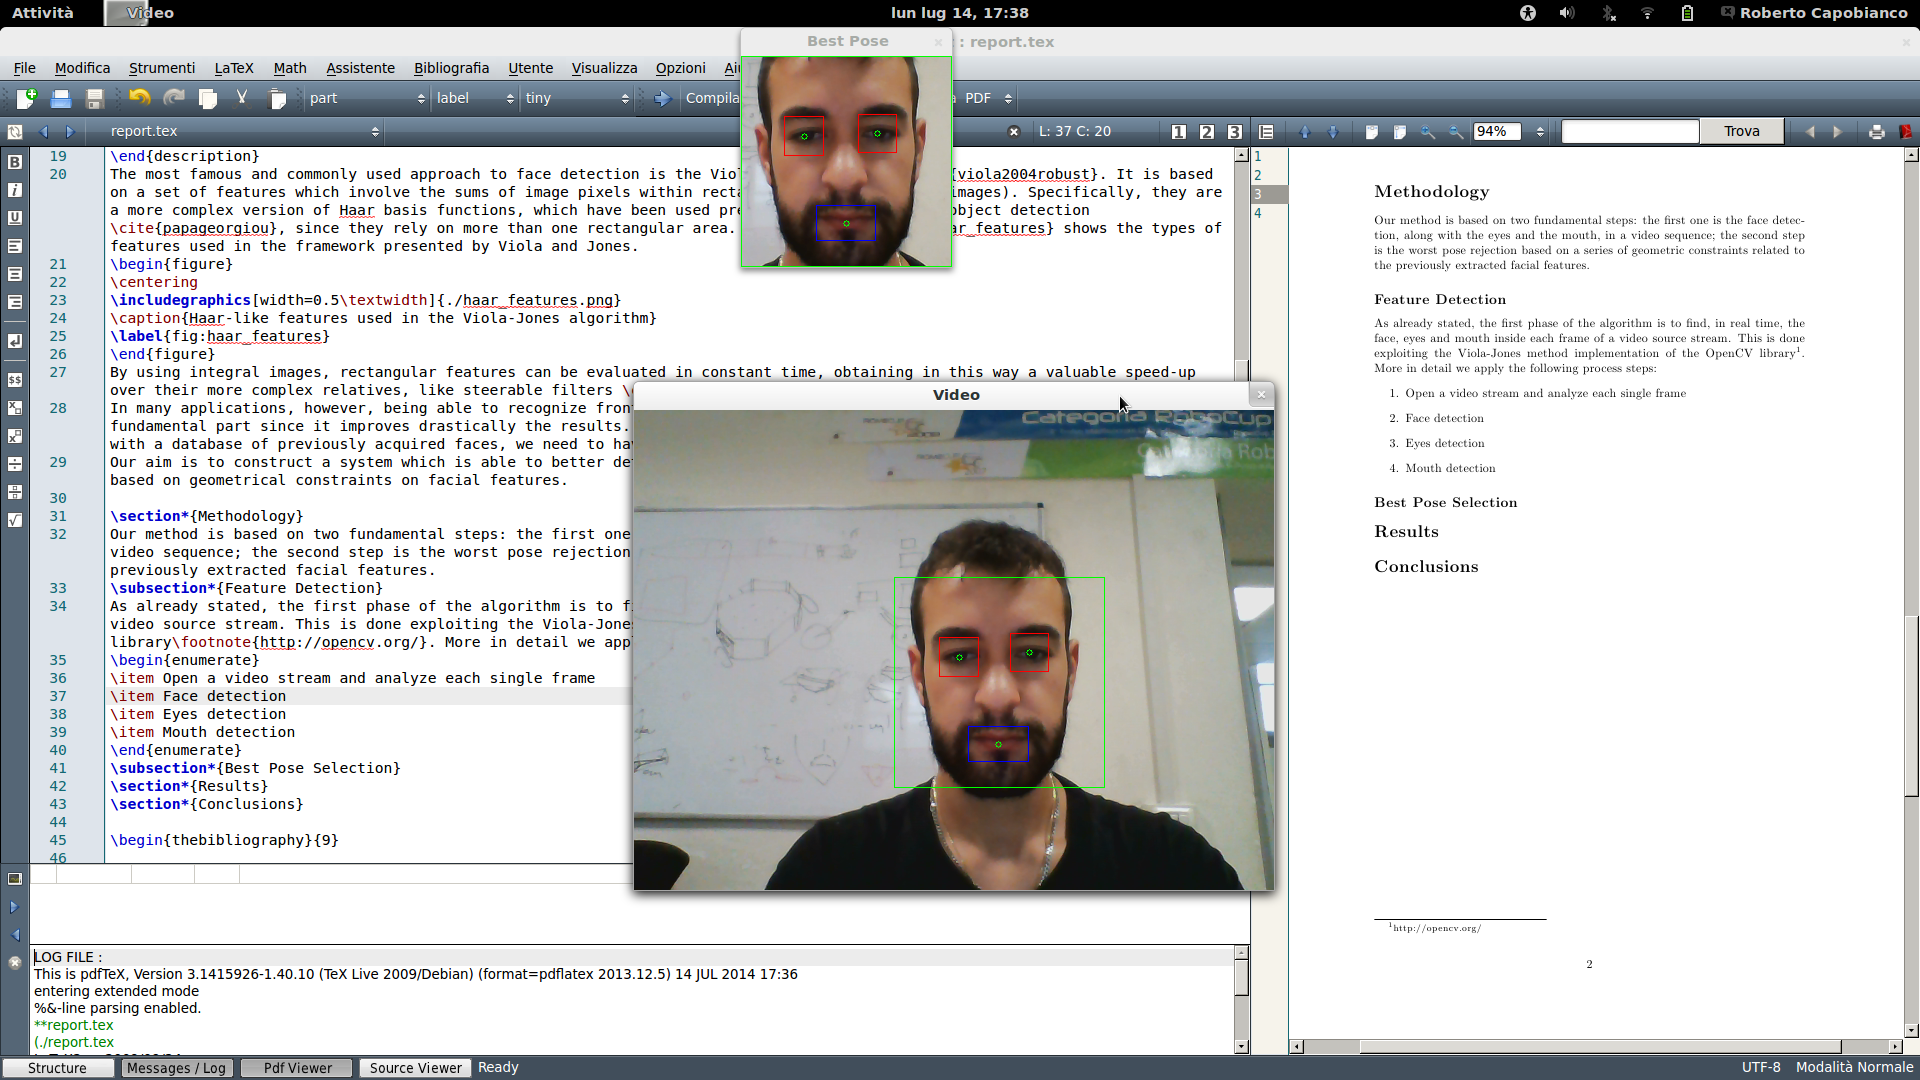 Attività
Video
lun lug 14, 17:38
Roberto Capobianco
Best Pose
: report.tex
File Modifica Strumenti LaTeX Math Assistente Bibliografia Utente Visualizza Opzioni
part label tiny Compila PDF
report.tex
L: 37 C: 20
1 2 3
94%
Trova
19 \end{description}
20 The most famous and commonly used approach to face detection is the {viola2004robust}. It is based
on a set of features which involve the sums of image pixels within images). Specifically, they are
a more complex version of Haar basis functions, which have been used object detection
\cite{papageorgiou}, since they rely on more than one rectangular area. shows the types of
features used in the framework presented by Viola and Jones.
21 \begin{figure}
22 \centering
23 \includegraphics[width=0.5\textwidth]{./haar_features.png}
24 \caption{Haar-like features used in the Viola-Jones algorithm}
25 \label{fig:haar_features}
26 \end{figure}
27 By using integral images, rectangular features can be evaluated in constant time, obtaining in this way a valuable speed-up
over their more complex relatives, like steerable filters
28 In many applications, however, being able to recognize
fundamental part since it improves drastically the results.
with a database of previously acquired faces, we need to
29 Our aim is to construct a system which is able to better
based on geometrical constraints on facial features.
30
31 \section*{Methodology}
32 Our method is based on two fundamental steps: the first one
video sequence; the second step is the worst pose rejection
previously extracted facial features.
33 \subsection*{Feature Detection}
34 As already stated, the first phase of the algorithm is to
video source stream. This is done exploiting the Viola-Jones
library\footnote{http://opencv.org/}. More in detail we
35 \begin{enumerate}
36 \item Open a video stream and analyze each single frame
37 \item Face detection
38 \item Eyes detection
39 \item Mouth detection
40 \end{enumerate}
41 \subsection*{Best Pose Selection}
42 \section*{Results}
43 \section*{Conclusions}
44
45 \begin{thebibliography}{9}
46
Video
Categoria RoboCup
Categoria Rob
1
2
3
4
Methodology
Our method is based on two fundamental steps: the first one is the face detec-
tion, along with the eyes and the mouth, in a video sequence; the second step
is the worst pose rejection based on a series of geometric constraints related to
the previously extracted facial features.
Feature Detection
As already stated, the first phase of the algorithm is to find, in real time, the
face, eyes and mouth inside each frame of a video source stream. This is done
exploiting the Viola-Jones method implementation of the OpenCV library1.
More in detail we apply the following process steps:
1. Open a video stream and analyze each single frame
2. Face detection
3. Eyes detection
4. Mouth detection
Best Pose Selection
Results
Conclusions
1http://opencv.org/
2
LOG FILE :
This is pdfTeX, Version 3.1415926-1.40.10 (TeX Live 2009/Debian) (format=pdflatex 2013.12.5) 14 JUL 2014 17:36
entering extended mode
%&-line parsing enabled.
**report.tex
(./report.tex
Structure Messages / Log Pdf Viewer Source Viewer Ready
UTF-8 Modalità Normale